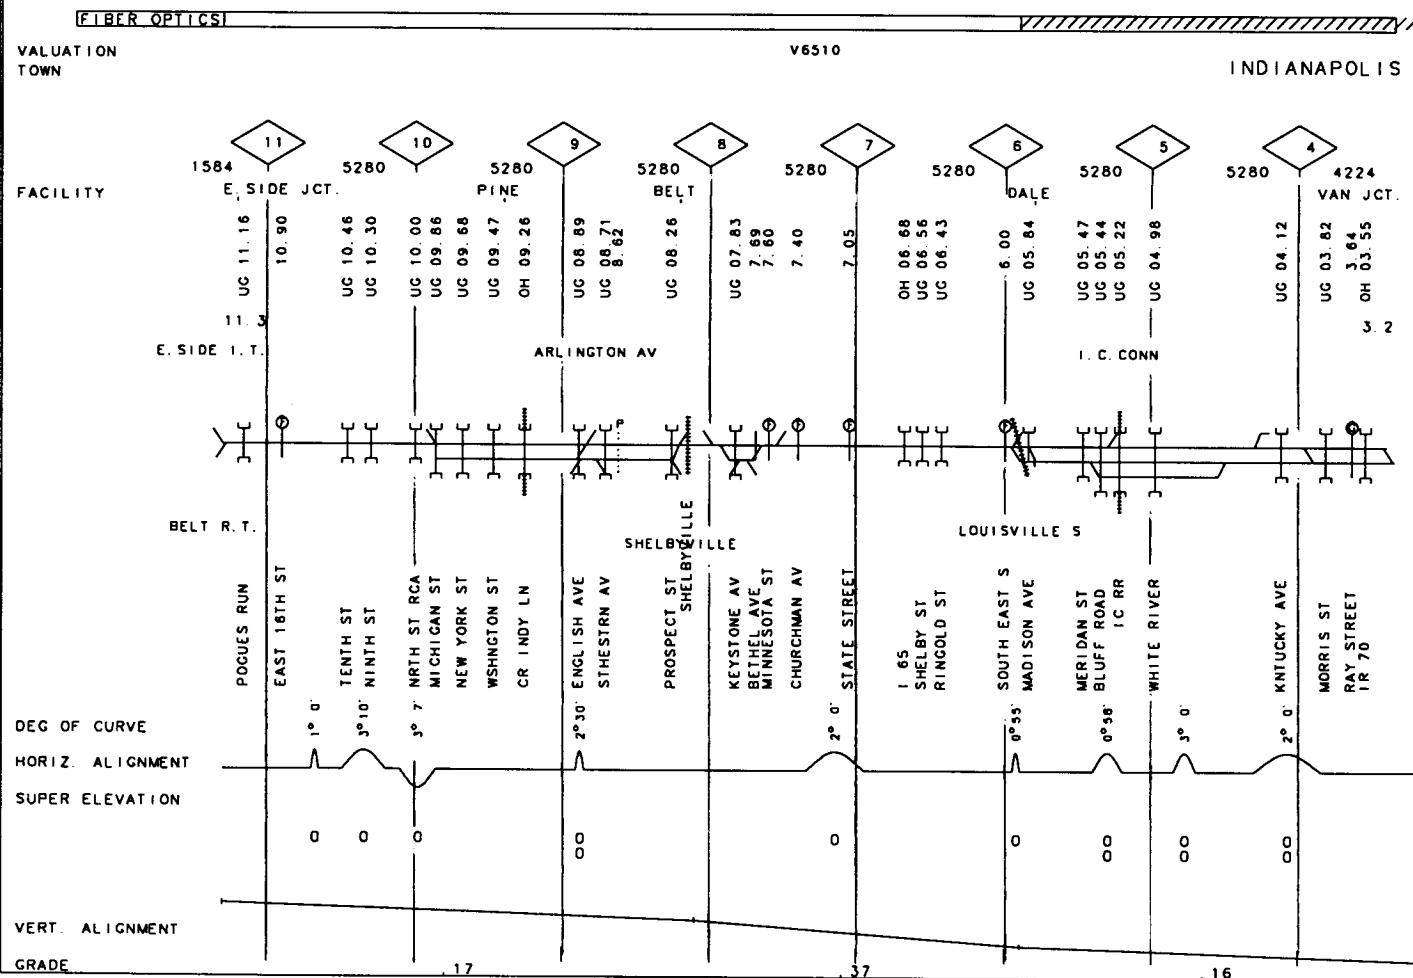 FIBER OPTICS
VALUATION V6510
TOWN INDIANAPOLIS
11 10 9 8 7 6 5 4
1584 5280 5280 5280 5280 5280 5280 5280 4224
FACILITY E. SIDE JCT. PINE BELT DALE VAN JCT.
UG 11.16
10.90
UG 10.46
UG 10.30
UG 10.00
UG 09.86
UG 09.68
UG 09.47
OH 09.26
UG 08.89
UG 08.71
8.62
UG 08.26
UG 07.83
7.69
7.60
7.40
7.05
OH 06.68
UG 06.56
UG 06.43
6.00
UG 05.84
UG 05.47
UG 05.44
UG 05.22
UG 04.98
UG 04.12
UG 03.82
3.64
OH 03.55
11.3 3.2
E. SIDE I.T. ARLINGTON AV I.C. CONN
P
BELT R.T. SHELBYVILLE LOUISVILLE S
POGUES RUN
EAST 16TH ST
TENTH ST
NINTH ST
NRTH ST RCA
MICHIGAN ST
NEW YORK ST
WSHNGTON ST
CR INDY LN
ENGLISH AVE
STHESTRN AV
PROSPECT ST
SHELBYVILLE
KEYSTONE AV
BETHEL AVE
MINNESOTA ST
CHURCHMAN AV
STATE STREET
I 65
SHELBY ST
RINGOLD ST
SOUTH EAST S
MADISON AVE
MERIDAN ST
BLUFF ROAD
IC RR
WHITE RIVER
KNTUCKY AVE
MORRIS ST
RAY STREET
IR 70
DEG OF CURVE 1° 0' 3°10' 3° 7' 2°30' 2° 0' 0°55' 0°58' 3° 0' 2° 0'
HORIZ. ALIGNMENT
SUPER ELEVATION
0 0 0 0 0 0 0 0 0
0 0 0 0
VERT. ALIGNMENT
GRADE .17 .37 .16